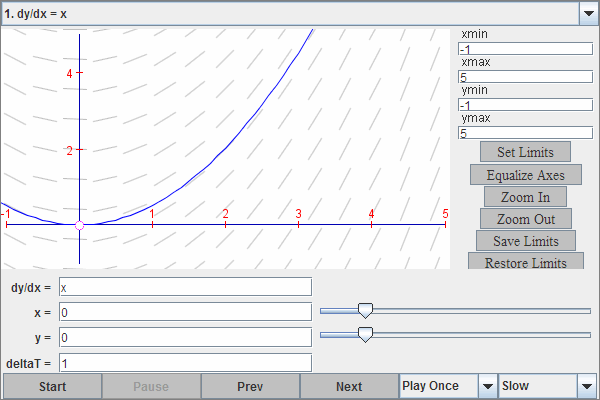 1. dy/dx = x
xmin
-1
xmax
5
ymin
-1
ymax
5
Set Limits
Equalize Axes
Zoom In
Zoom Out
Save Limits
Restore Limits
4
2
-1 1 2 3 4 5
dy/dx = x
x = 0
y = 0
deltaT = 1
Start Pause Prev Next Play Once Slow